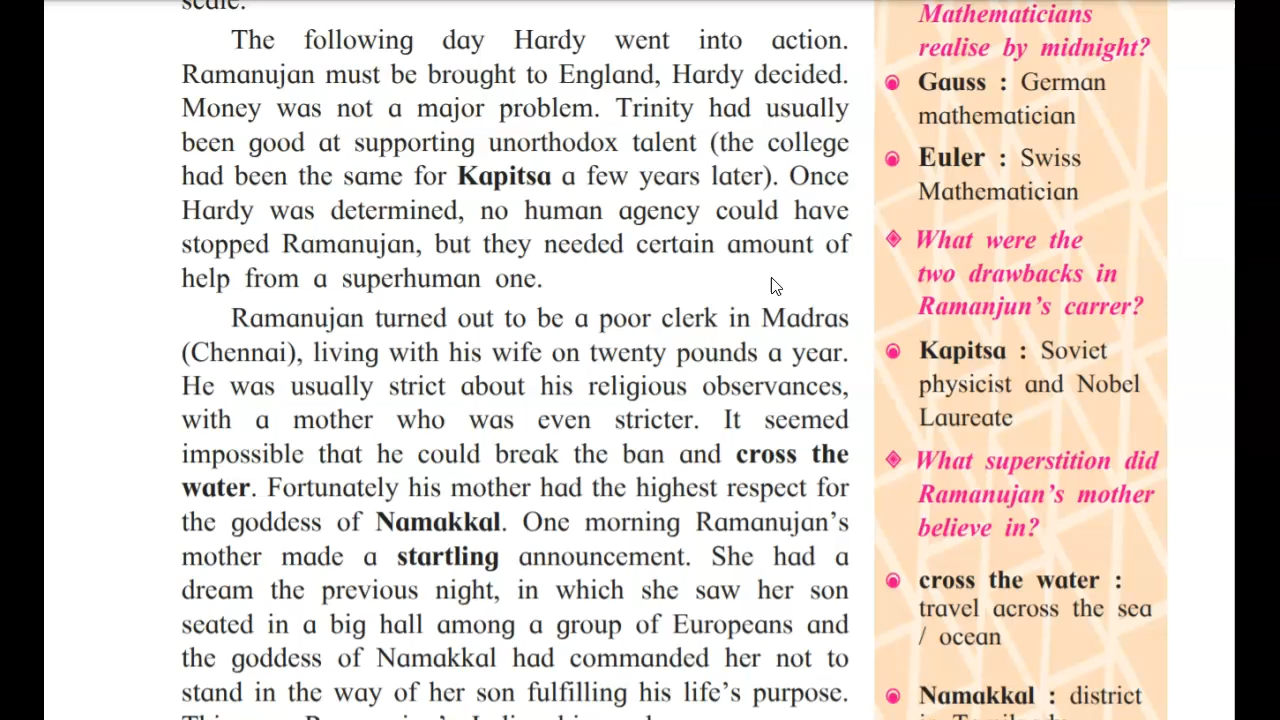 scale.
The following day Hardy went into action.
Ramanujan must be brought to England, Hardy decided.
Money was not a major problem. Trinity had usually
been good at supporting unorthodox talent (the college
had been the same for Kapitsa a few years later). Once
Hardy was determined, no human agency could have
stopped Ramanujan, but they needed certain amount of
help from a superhuman one.
Ramanujan turned out to be a poor clerk in Madras
(Chennai), living with his wife on twenty pounds a year.
He was usually strict about his religious observances,
with a mother who was even stricter. It seemed
impossible that he could break the ban and cross the
water. Fortunately his mother had the highest respect for
the goddess of Namakkal. One morning Ramanujan's
mother made a startling announcement. She had a
dream the previous night, in which she saw her son
seated in a big hall among a group of Europeans and
the goddess of Namakkal had commanded her not to
stand in the way of her son fulfilling his life's purpose.
Mathematicians
realise by midnight?
Gauss : German
mathematician
Euler : Swiss
Mathematician
What were the
two drawbacks in
Ramanjun's carrer?
Kapitsa : Soviet
physicist and Nobel
Laureate
What superstition did
Ramanujan's mother
believe in?
cross the water :
travel across the sea
/ ocean
Namakkal : district